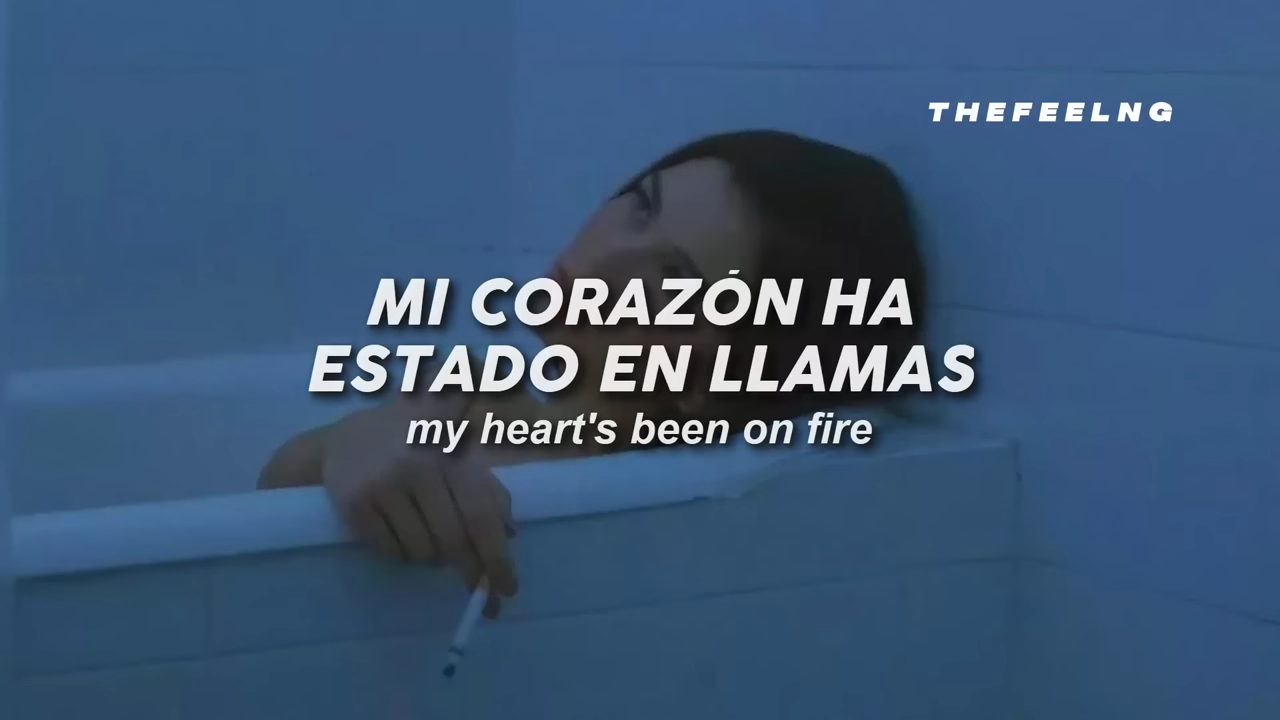 THEFEELNG
MI CORAZÓN HA
ESTADO EN LLAMAS
my heart's been on fire